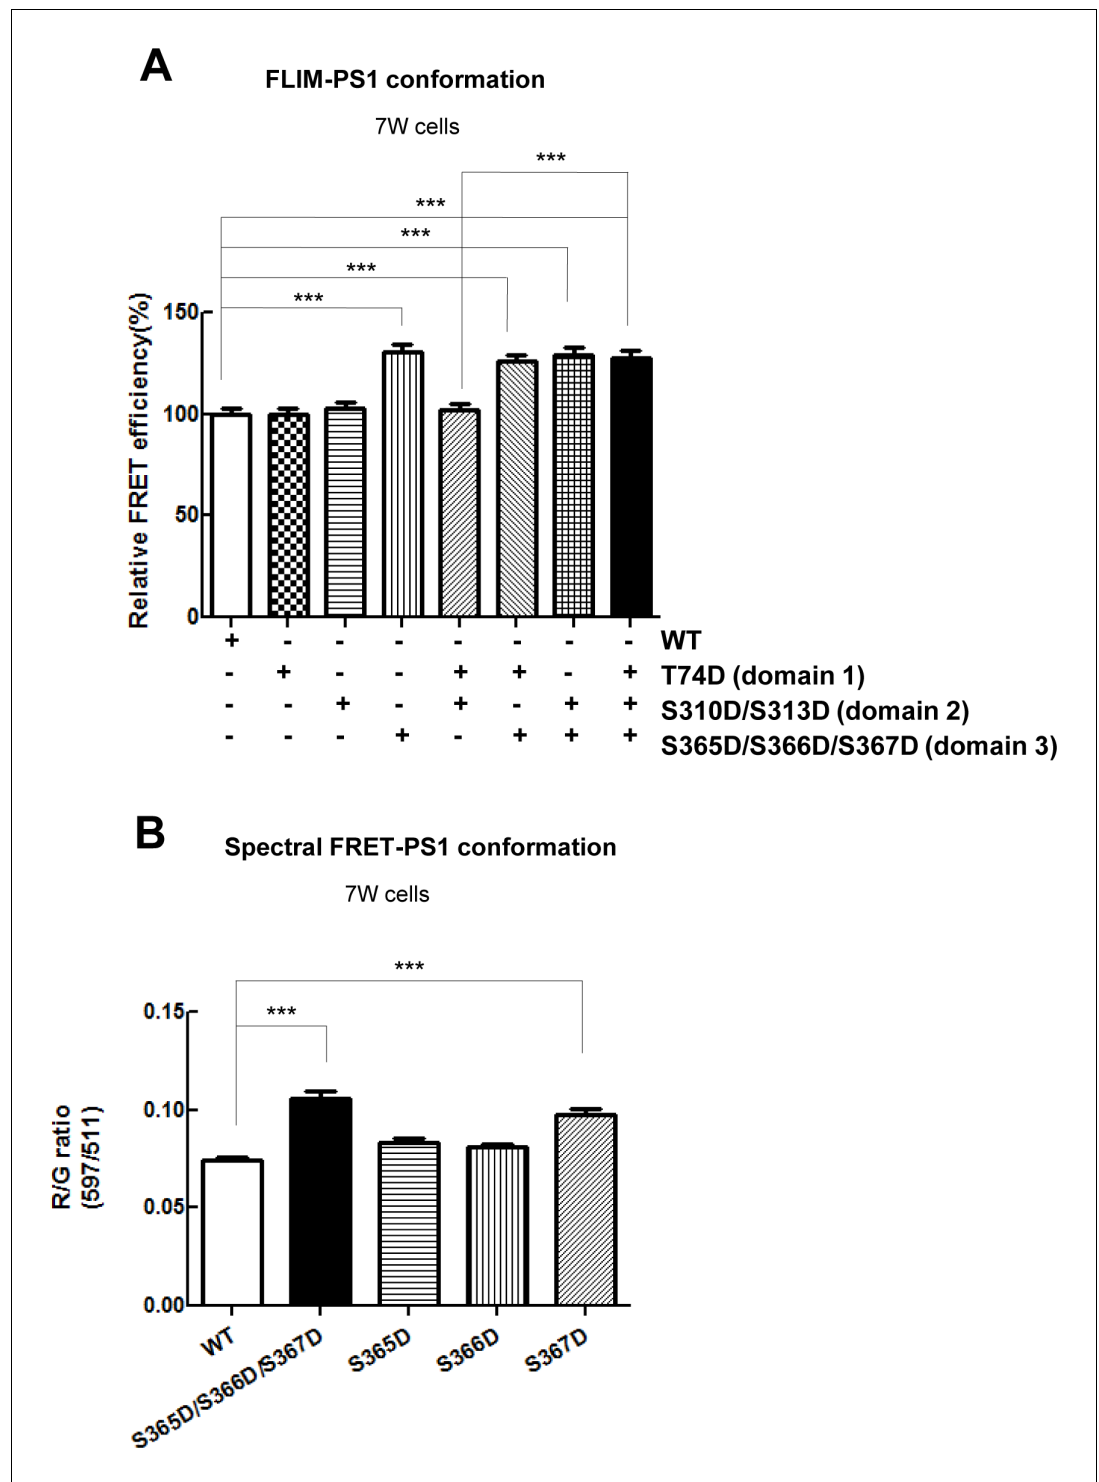 A
FLIM-PS1 conformation
7W cells
***
***
***
***
***
Relative FRET efficiency(%)
150
100
50
0
+ - - - - - - - WT
- + - - + + - + T74D (domain 1)
- - + - + - + + S310D/S313D (domain 2)
- - - + - + + + S365D/S366D/S367D (domain 3)
B
Spectral FRET-PS1 conformation
7W cells
***
***
R/G ratio
(597/511)
0.15
0.10
0.05
0.00
WT
S365D/S366D/S367D
S365D
S366D
S367D